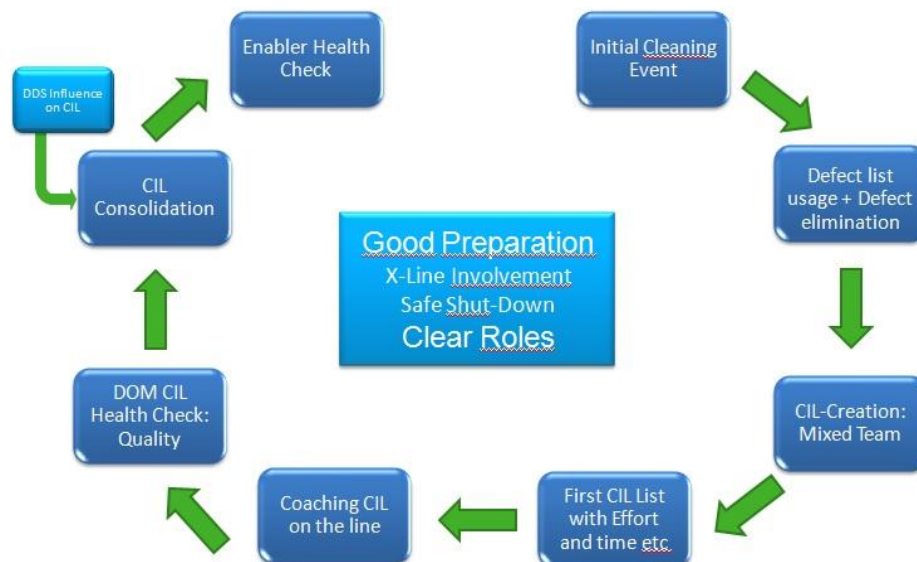 Enabler Health
Check
Initial Cleaning
Event
DDS Influence
on CIL
CIL
Consolidation
Defect list
usage + Defect
elimination
Good Preparation
X-Line Involvement
Safe Shut-Down
Clear Roles
DOM CIL
Health Check:
Quality
CIL-Creation:
Mixed Team
Coaching CIL
on the line
First CIL List
with Effort
and time etc